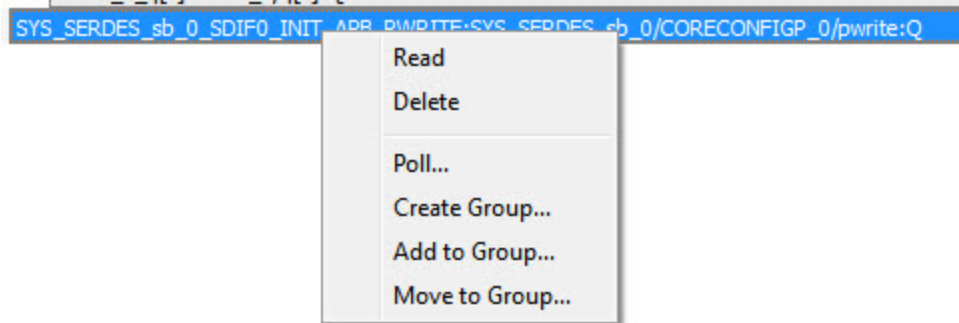 SYS_SERDES_sb_0_SDIF0_INIT_APB_PWRITE:SYS_SERDES_sb_0/CORECONFIGP_0/pwrite:Q
Read
Delete
Poll...
Create Group...
Add to Group...
Move to Group...